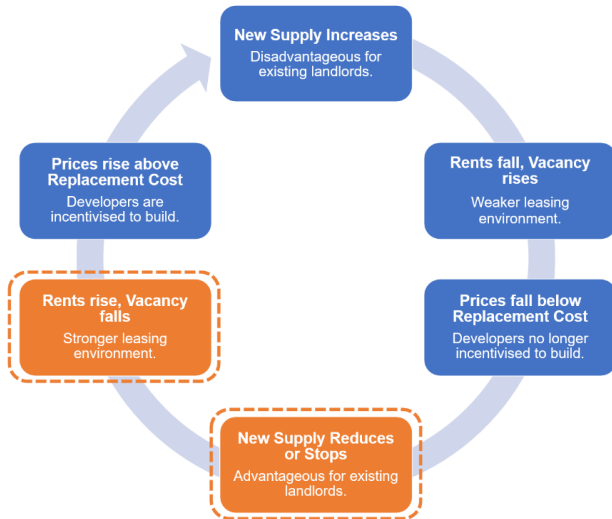 New Supply Increases
Disadvantageous for
existing landlords.
Rents fall, Vacancy
rises
Weaker leasing
environment.
Prices fall below
Replacement Cost
Developers no longer
incentivised to build.
New Supply Reduces
or Stops
Advantageous for existing
landlords.
Rents rise, Vacancy
falls
Stronger leasing
environment.
Prices rise above
Replacement Cost
Developers are
incentivised to build.